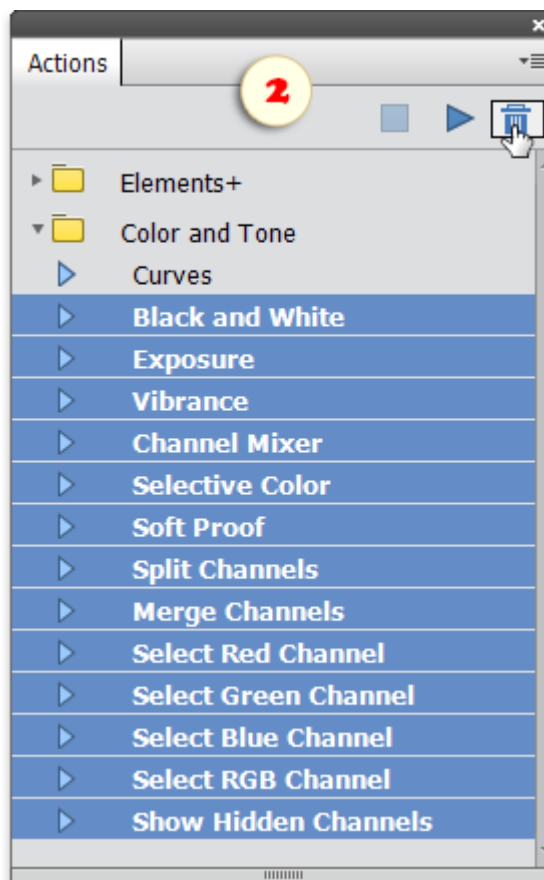 Actions
2
Elements+
Color and Tone
Curves
Black and White
Exposure
Vibrance
Channel Mixer
Selective Color
Soft Proof
Split Channels
Merge Channels
Select Red Channel
Select Green Channel
Select Blue Channel
Select RGB Channel
Show Hidden Channels